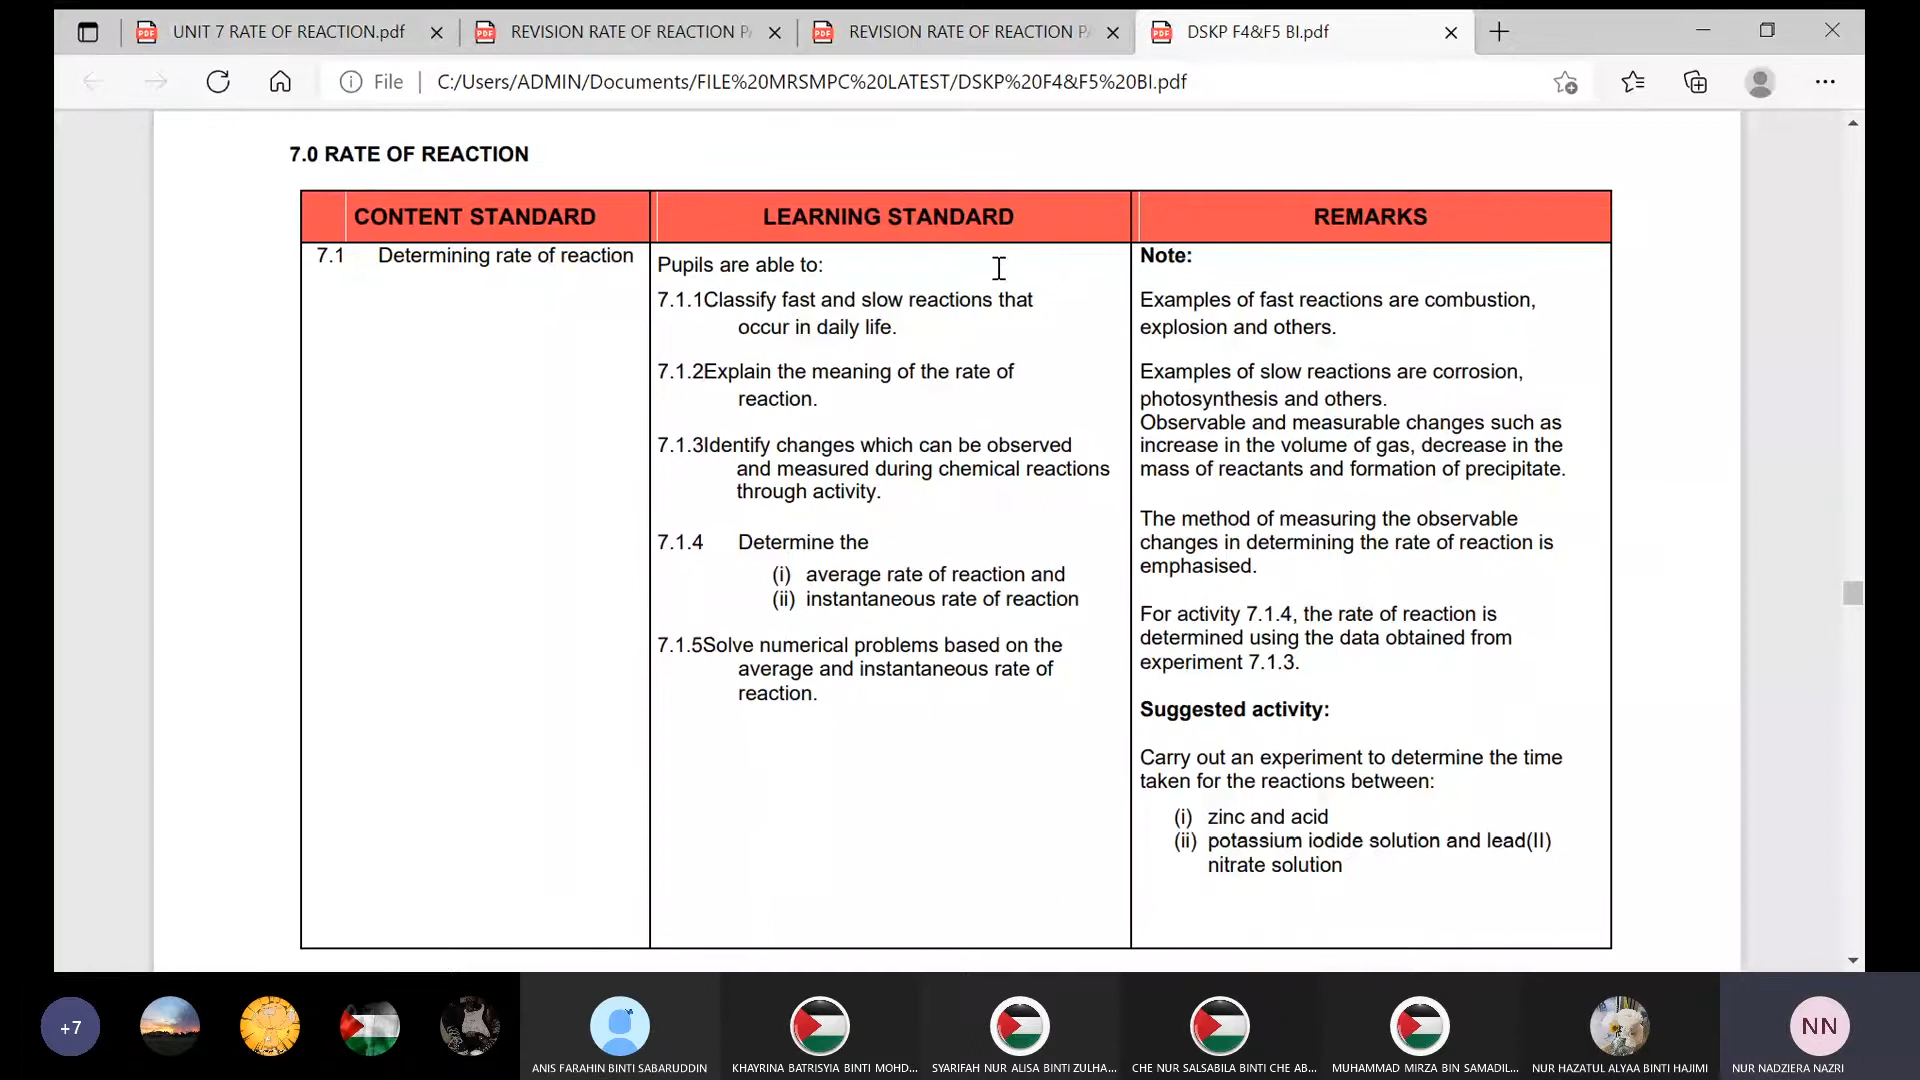 UNIT 7 RATE OF REACTION.pdf
REVISION RATE OF REACTION P
REVISION RATE OF REACTION P
DSKP F4&F5 BI.pdf
File
C:/Users/ADMIN/Documents/FILE%20MRSMPC%20LATEST/DSKP%20F4&F5%20BI.pdf
7.0 RATE OF REACTION
CONTENT STANDARD
LEARNING STANDARD
REMARKS
7.1 Determining rate of reaction
Pupils are able to:
7.1.1Classify fast and slow reactions that
occur in daily life.
7.1.2Explain the meaning of the rate of
reaction.
7.1.3Identify changes which can be observed
and measured during chemical reactions
through activity.
7.1.4 Determine the
(i) average rate of reaction and
(ii) instantaneous rate of reaction
7.1.5Solve numerical problems based on the
average and instantaneous rate of
reaction.
Note:
Examples of fast reactions are combustion,
explosion and others.
Examples of slow reactions are corrosion,
photosynthesis and others.
Observable and measurable changes such as
increase in the volume of gas, decrease in the
mass of reactants and formation of precipitate.
The method of measuring the observable
changes in determining the rate of reaction is
emphasised.
For activity 7.1.4, the rate of reaction is
determined using the data obtained from
experiment 7.1.3.
Suggested activity:
Carry out an experiment to determine the time
taken for the reactions between:
(i) zinc and acid
(ii) potassium iodide solution and lead(II)
nitrate solution
+7
NN
ANIS FARAHIN BINTI SABARUDDIN
KHAYRINA BATRISYIA BINTI MOHD...
SYARIFAH NUR ALISA BINTI ZULHA...
CHE NUR SALSABILA BINTI CHE AB...
MUHAMMAD MIRZA BIN SAMADIL...
NUR HAZATUL ALYAA BINTI HAJIMI
NUR NADZIERA NAZRI